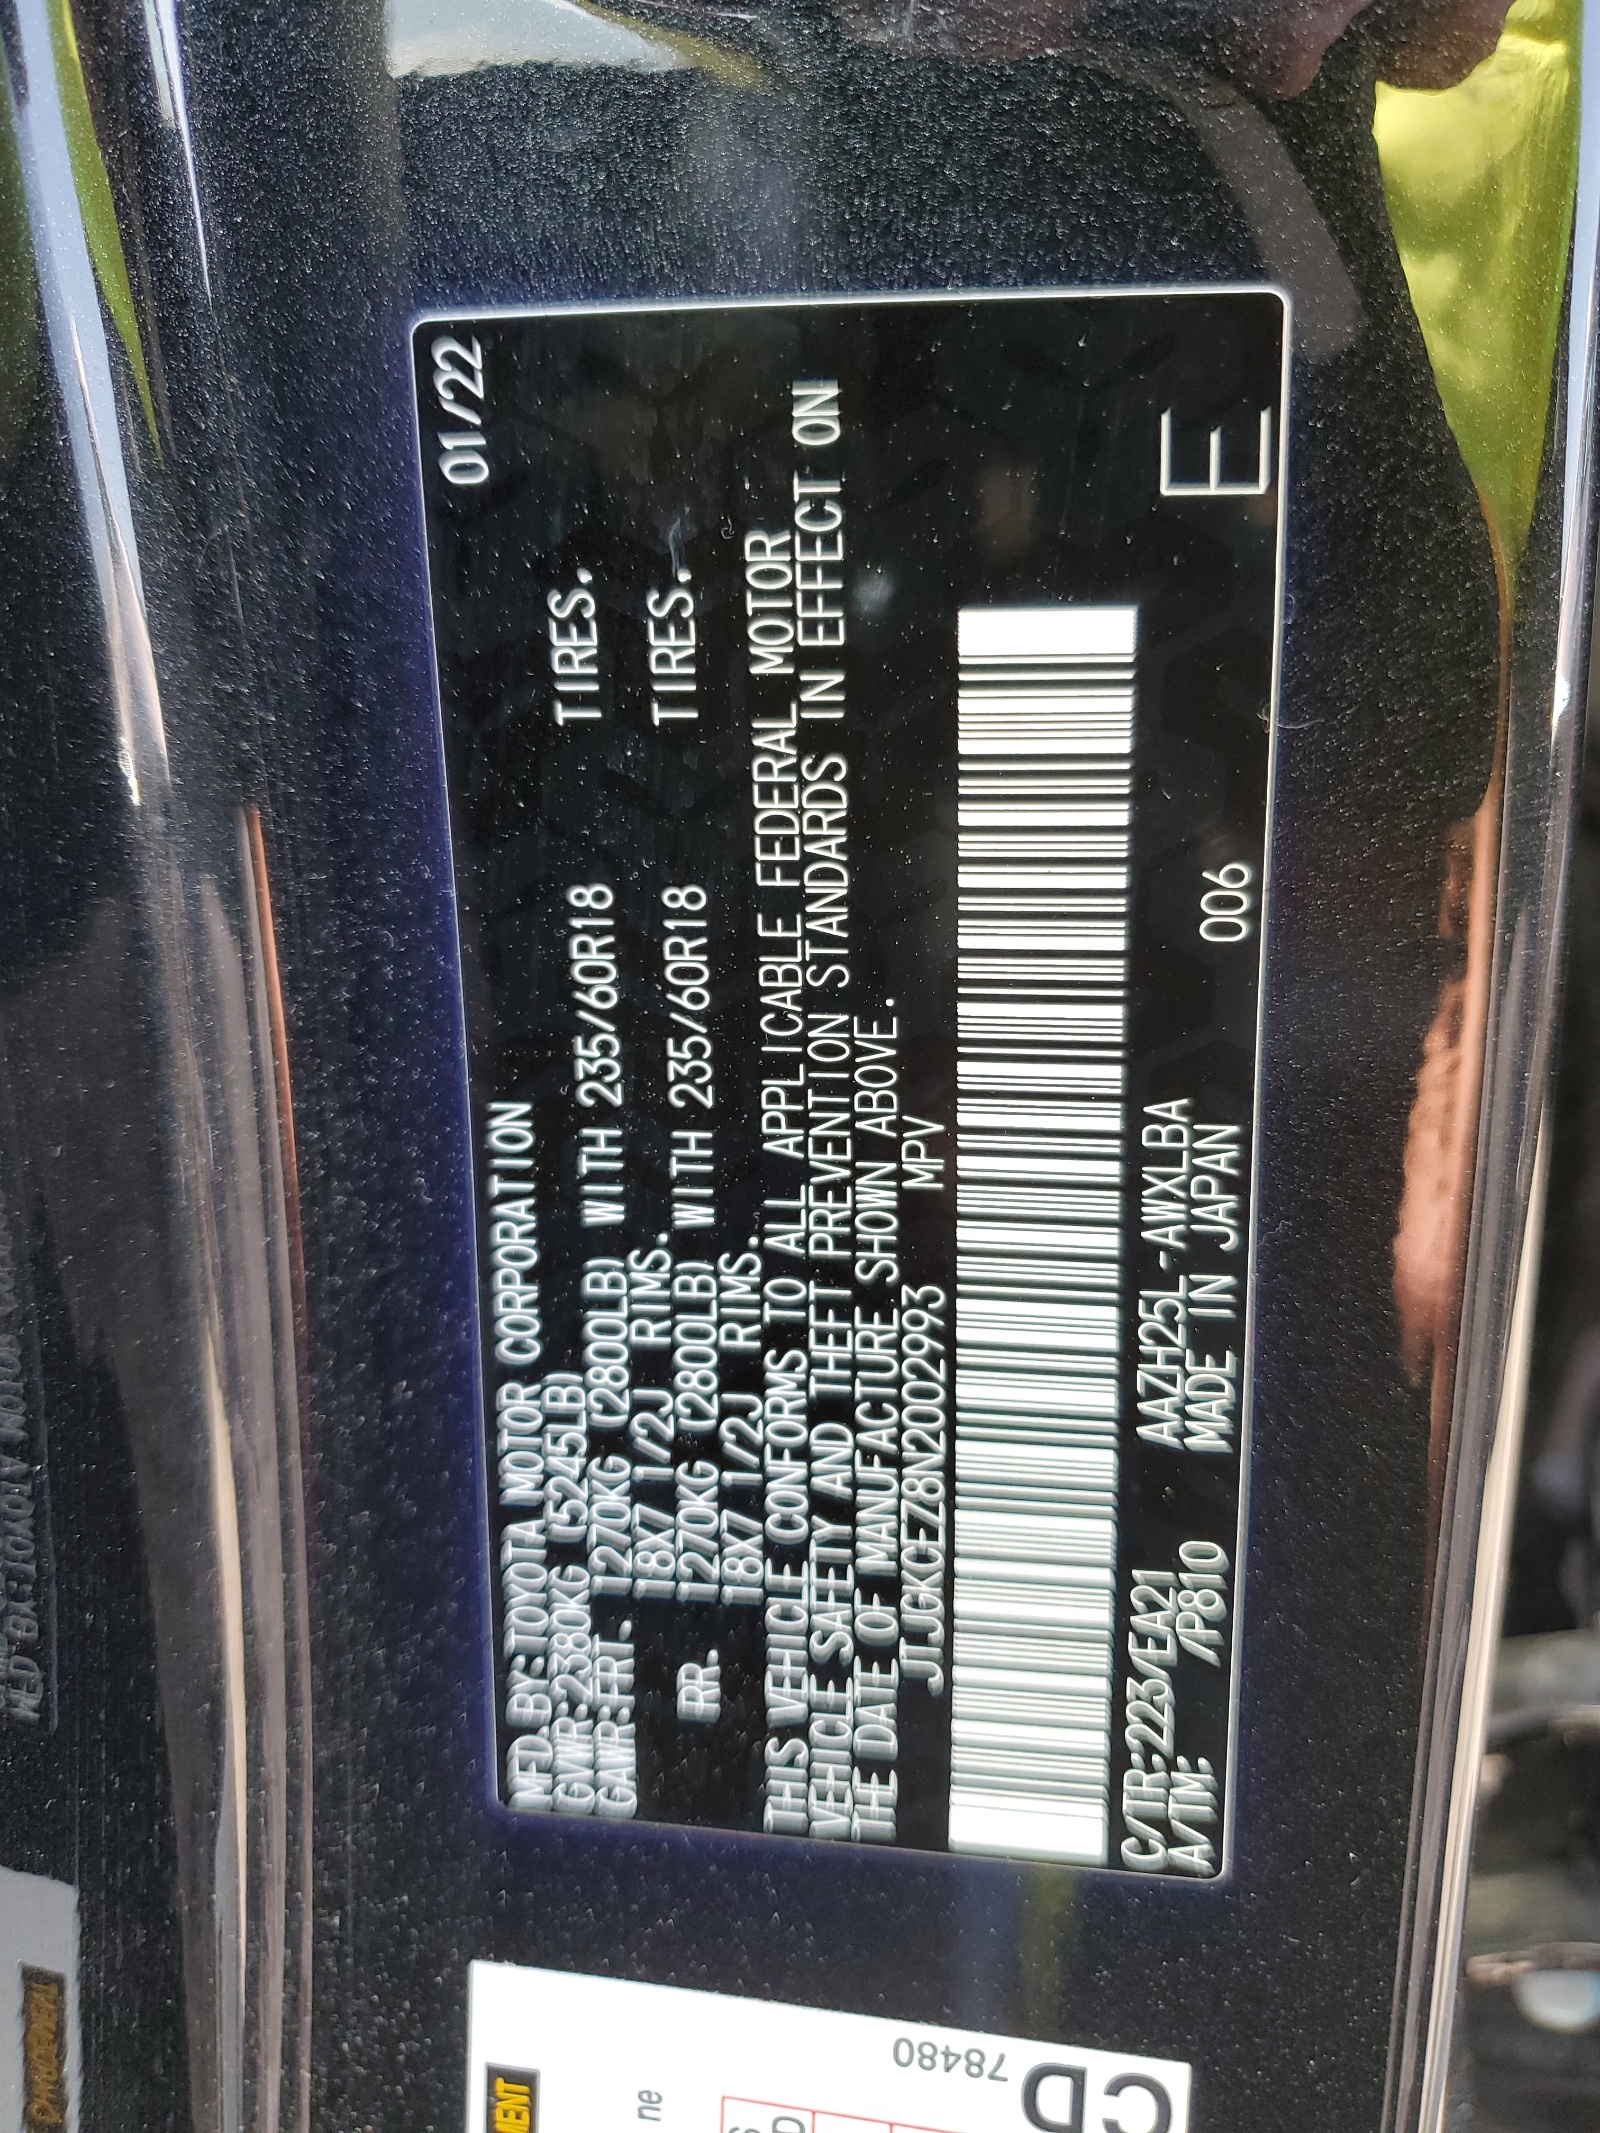 01/22
MFD.BY:TOYOTA MOTOR CORPORATION
GVWR:2380KG (5245LB)
GAWR:FRT. 1270KG (2800LB) WITH 235/60R18 TIRES.
18X7 1/2J RIMS.
RR. 1270KG (2800LB) WITH 235/60R18 TIRES.
18X7 1/2J RIMS.
THIS VEHICLE CONFORMS TO ALL APPLICABLE FEDERAL MOTOR
VEHICLE SAFETY AND THEFT PREVENTION STANDARDS IN EFFECT ON
THE DATE OF MANUFACTURE SHOWN ABOVE.
JTJGKCEZ8N2002993 MPV
C/TR:223/EA21 AAZH25L-AWXLBA
A/TM: /P810 MADE IN JAPAN 006
E
78480
CD
ne
MENT